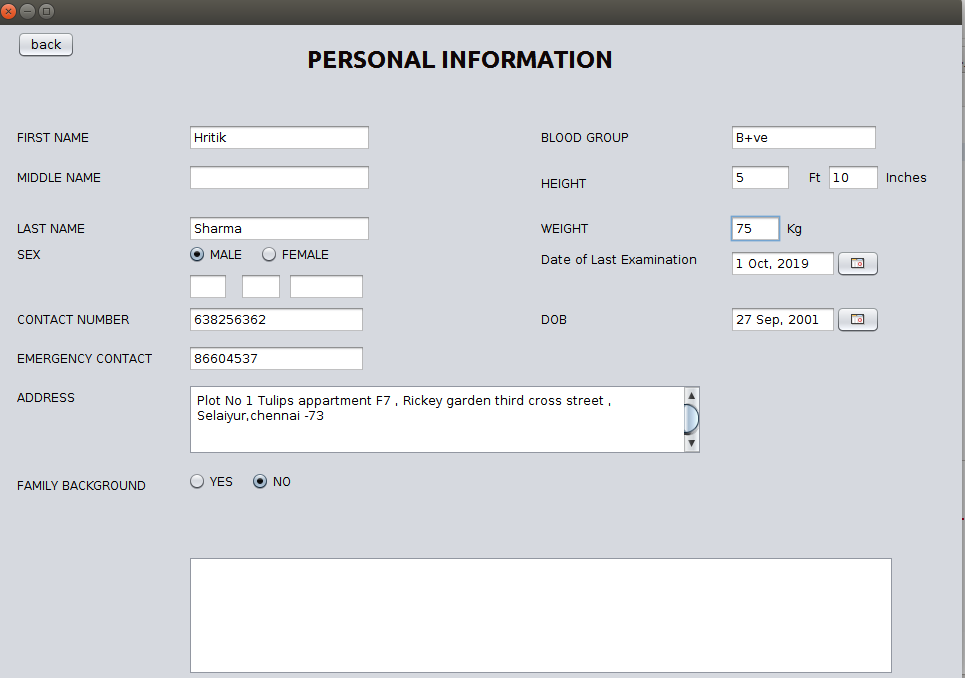 back
PERSONAL INFORMATION
FIRST NAME Hritik BLOOD GROUP B+ve
MIDDLE NAME HEIGHT 5 Ft 10 Inches
LAST NAME Sharma WEIGHT 75 Kg
SEX MALE FEMALE Date of Last Examination 1 Oct, 2019
CONTACT NUMBER 638256362 DOB 27 Sep, 2001
EMERGENCY CONTACT 86604537
ADDRESS Plot No 1 Tulips appartment F7 , Rickey garden third cross street ,
Selaiyur,chennai -73
FAMILY BACKGROUND YES NO